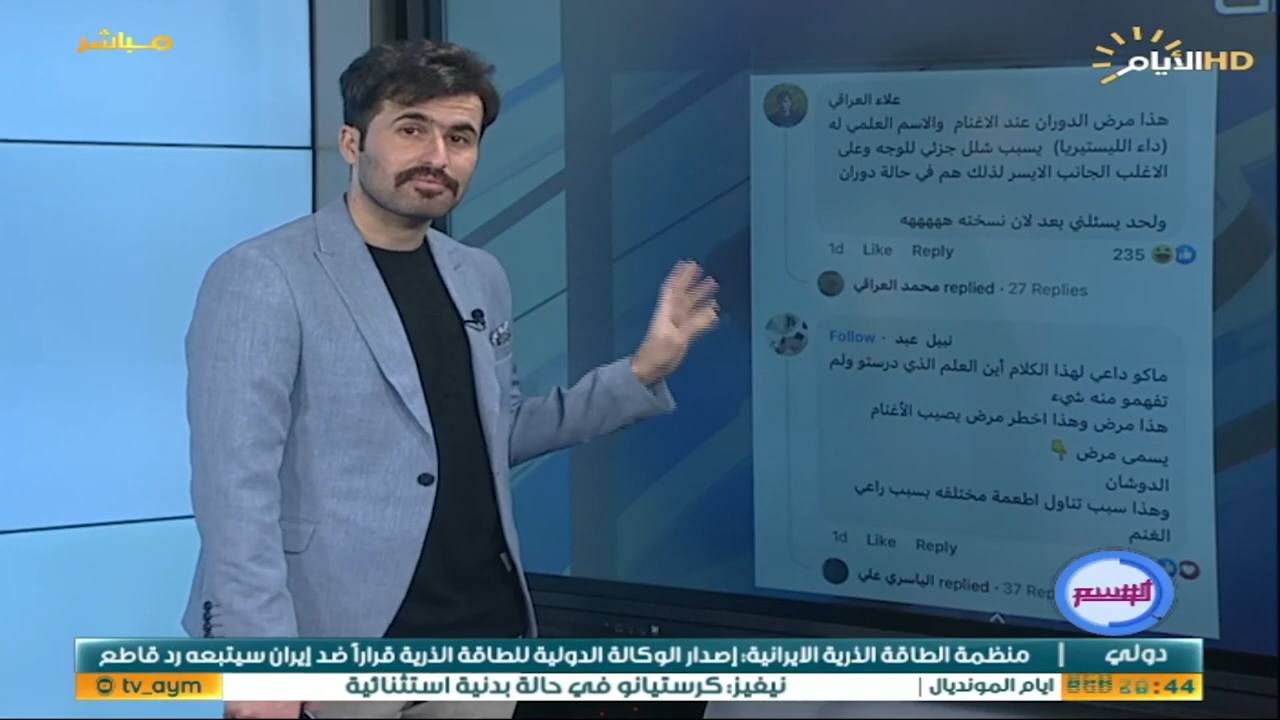 مباشر
الأيام HD
علاء العراقي
هذا مرض الدوران عند الاغنام والاسم العلمي له
(داء الليستيريا) يسبب شلل جزئي للوجه وعلى
الاغلب الجانب الايسر لذلك هم في حالة دوران
ولحد يسئلني بعد لان نسخته هههههه
1d Like Reply 235
محمد العراقي replied · 27 Replies
نبيل عبد · Follow
ماكو داعي لهذا الكلام أين العلم الذي درستو ولم
تفهمو منه شيء
هذا مرض وهذا اخطر مرض يصيب الأغنام
يسمى مرض 👇
الدوشان
وهذا سبب تناول اطعمة مختلفه بسبب راعي
الغنم
1d Like Reply
الياسري علي replied · 37
دولي | منظمة الطاقة الذرية الايرانية: إصدار الوكالة الدولية للطاقة الذرية قراراً ضد إيران سيتبعه رد قاطع
tv_aym
ايام المونديال | نيغيز: كرستيانو في حالة بدنية استثنائية
:44